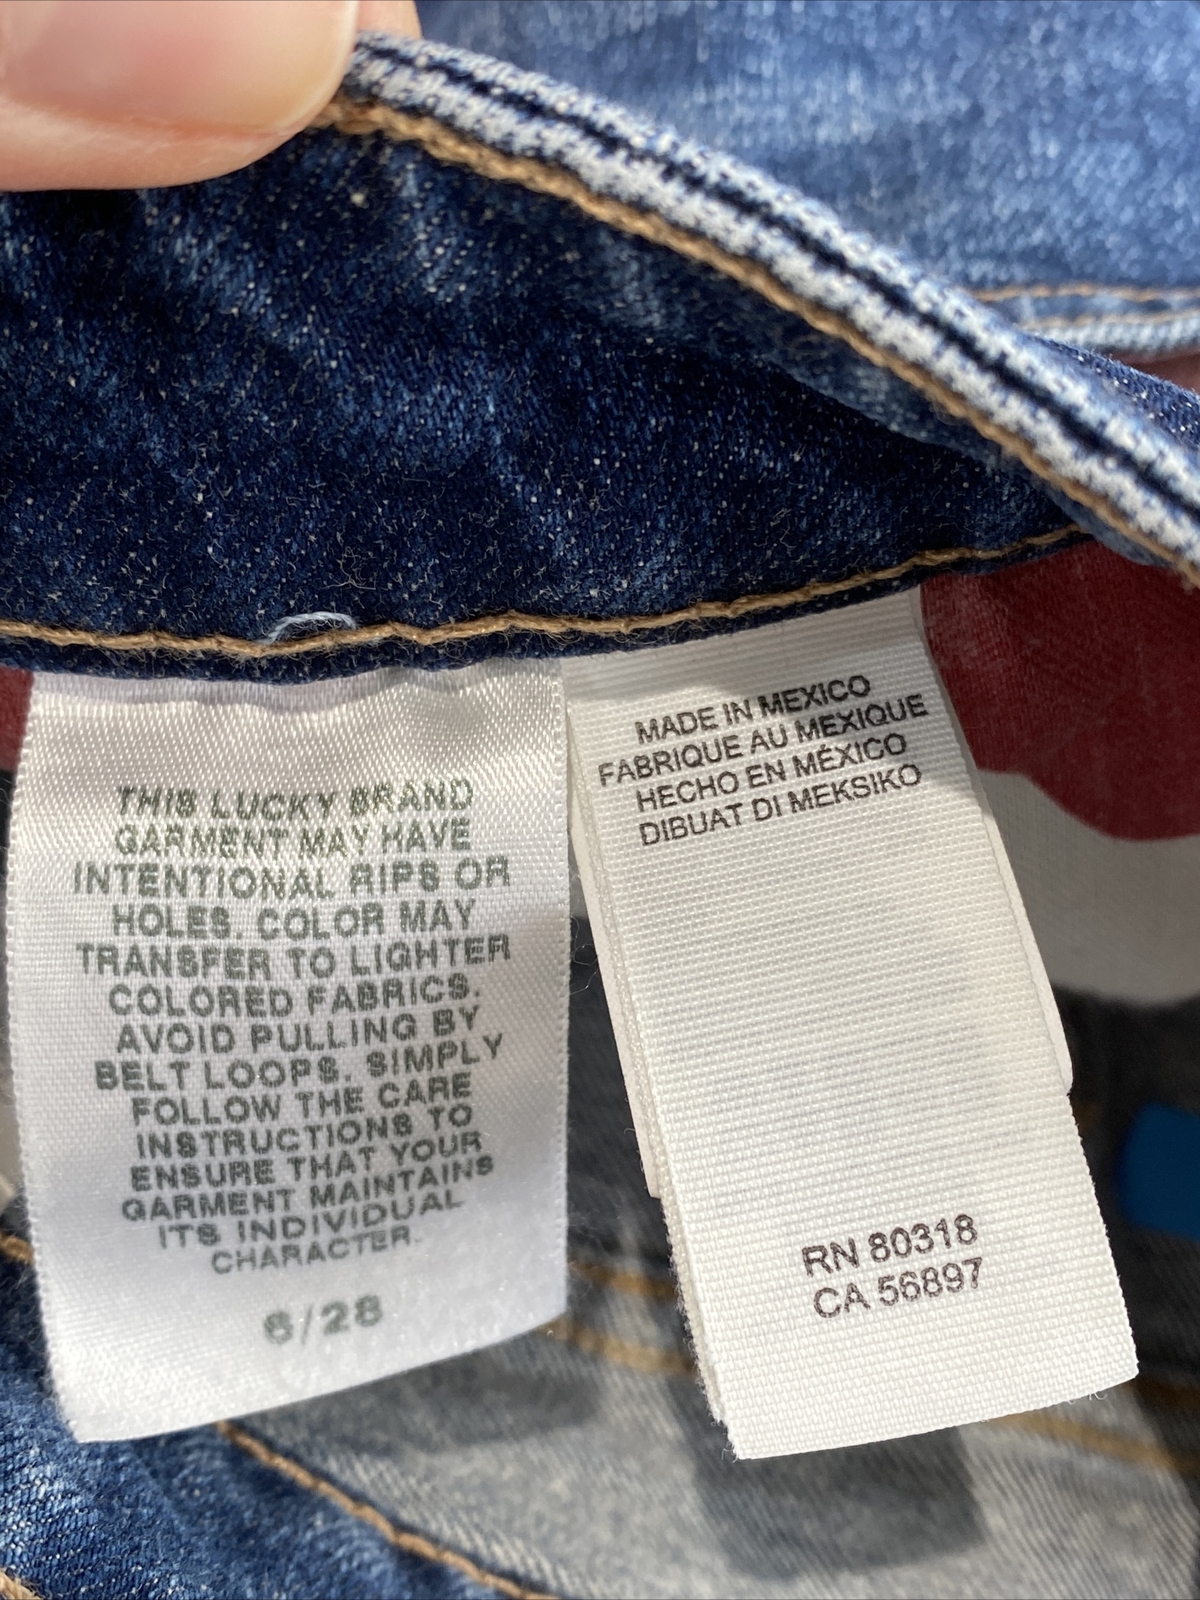 THIS LUCKY BRAND
GARMENT MAY HAVE
INTENTIONAL RIPS OR
HOLES. COLOR MAY
TRANSFER TO LIGHTER
COLORED FABRICS.
AVOID PULLING BY
BELT LOOPS. SIMPLY
FOLLOW THE CARE
INSTRUCTIONS TO
ENSURE THAT YOUR
GARMENT MAINTAINS
ITS INDIVIDUAL
CHARACTER.
6/28
MADE IN MEXICO
FABRIQUE AU MEXIQUE
HECHO EN MÉXICO
DIBUAT DI MEKSIKO
RN 80318
CA 56897